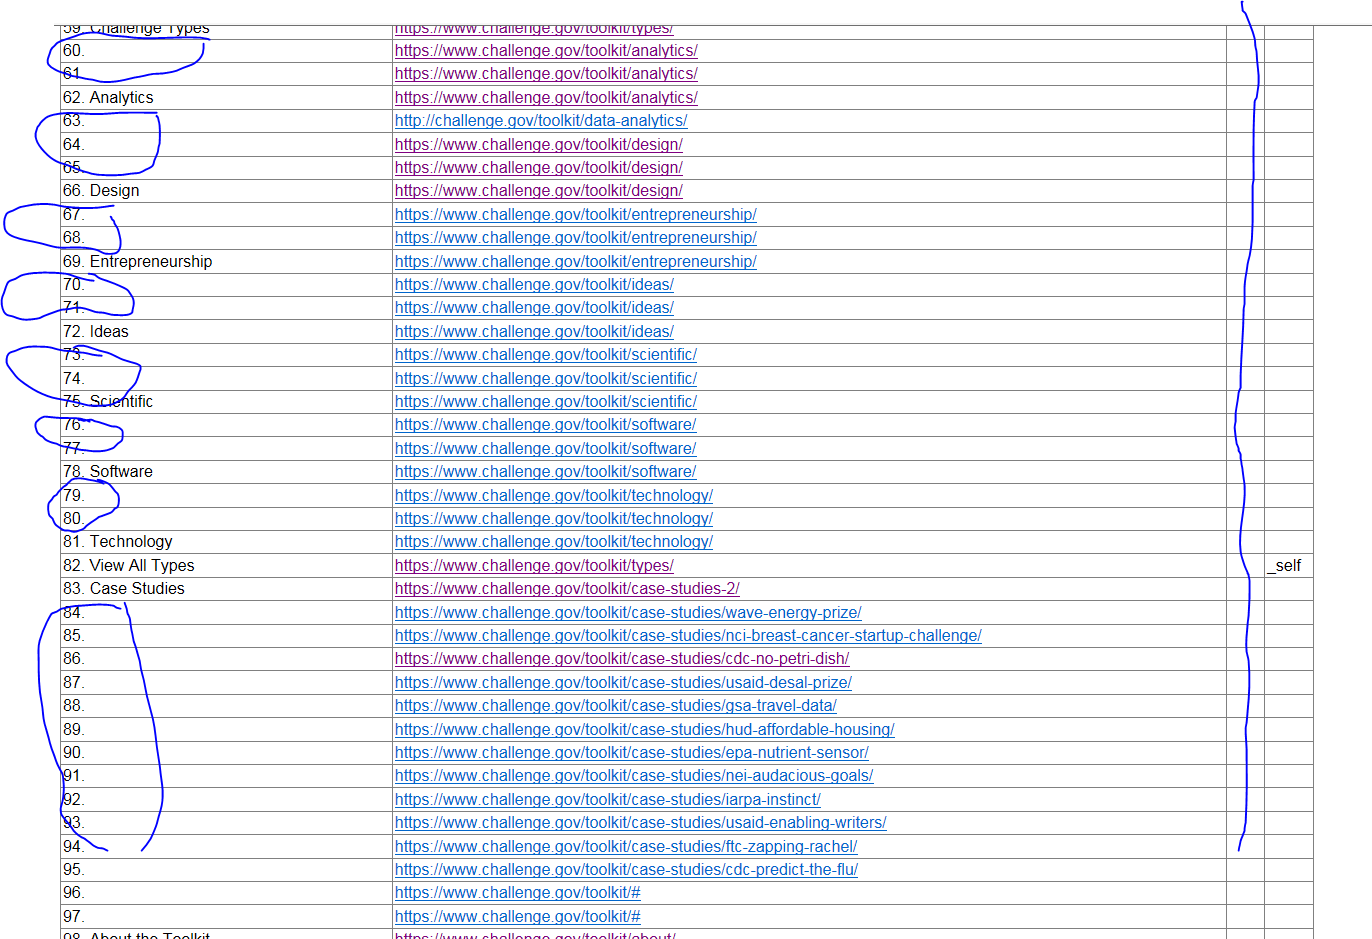 59. Challenge Types https://www.challenge.gov/toolkit/types/
60. https://www.challenge.gov/toolkit/analytics/
61. https://www.challenge.gov/toolkit/analytics/
62. Analytics https://www.challenge.gov/toolkit/analytics/
63. http://challenge.gov/toolkit/data-analytics/
64. https://www.challenge.gov/toolkit/design/
65. https://www.challenge.gov/toolkit/design/
66. Design https://www.challenge.gov/toolkit/design/
67. https://www.challenge.gov/toolkit/entrepreneurship/
68. https://www.challenge.gov/toolkit/entrepreneurship/
69. Entrepreneurship https://www.challenge.gov/toolkit/entrepreneurship/
70. https://www.challenge.gov/toolkit/ideas/
71. https://www.challenge.gov/toolkit/ideas/
72. Ideas https://www.challenge.gov/toolkit/ideas/
73. https://www.challenge.gov/toolkit/scientific/
74. https://www.challenge.gov/toolkit/scientific/
75. Scientific https://www.challenge.gov/toolkit/scientific/
76. https://www.challenge.gov/toolkit/software/
77. https://www.challenge.gov/toolkit/software/
78. Software https://www.challenge.gov/toolkit/software/
79. https://www.challenge.gov/toolkit/technology/
80. https://www.challenge.gov/toolkit/technology/
81. Technology https://www.challenge.gov/toolkit/technology/
82. View All Types https://www.challenge.gov/toolkit/types/ _self
83. Case Studies https://www.challenge.gov/toolkit/case-studies-2/
84. https://www.challenge.gov/toolkit/case-studies/wave-energy-prize/
85. https://www.challenge.gov/toolkit/case-studies/nci-breast-cancer-startup-challenge/
86. https://www.challenge.gov/toolkit/case-studies/cdc-no-petri-dish/
87. https://www.challenge.gov/toolkit/case-studies/usaid-desal-prize/
88. https://www.challenge.gov/toolkit/case-studies/gsa-travel-data/
89. https://www.challenge.gov/toolkit/case-studies/hud-affordable-housing/
90. https://www.challenge.gov/toolkit/case-studies/epa-nutrient-sensor/
91. https://www.challenge.gov/toolkit/case-studies/nei-audacious-goals/
92. https://www.challenge.gov/toolkit/case-studies/iarpa-instinct/
93. https://www.challenge.gov/toolkit/case-studies/usaid-enabling-writers/
94. https://www.challenge.gov/toolkit/case-studies/ftc-zapping-rachel/
95. https://www.challenge.gov/toolkit/case-studies/cdc-predict-the-flu/
96. https://www.challenge.gov/toolkit/#
97. https://www.challenge.gov/toolkit/#
98. About the Toolkit https://www.challenge.gov/toolkit/about/